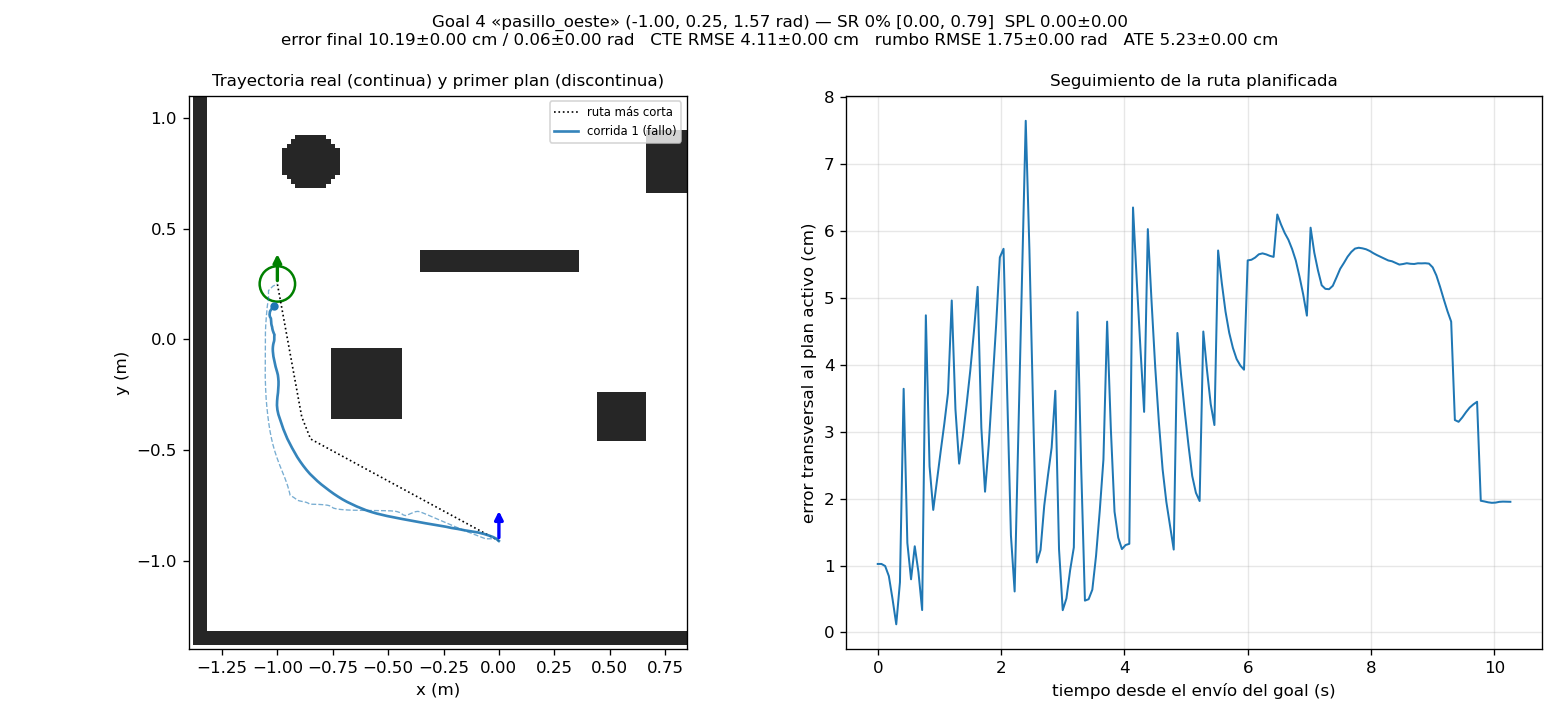 Goal 4 «pasillo_oeste» (-1.00, 0.25, 1.57 rad) — SR 0% [0.00, 0.79]  SPL 0.00±0.00
error final 10.19±0.00 cm / 0.06±0.00 rad   CTE RMSE 4.11±0.00 cm   rumbo RMSE 1.75±0.00 rad   ATE 5.23±0.00 cm
Trayectoria real (continua) y primer plan (discontinua)
ruta más corta
corrida 1 (fallo)
1.0
0.5
0.0
−0.5
−1.0
y (m)
−1.25 −1.00 −0.75 −0.50 −0.25 0.00 0.25 0.50 0.75
x (m)
Seguimiento de la ruta planificada
8
7
6
5
4
3
2
1
0
error transversal al plan activo (cm)
0 2 4 6 8 10
tiempo desde el envío del goal (s)